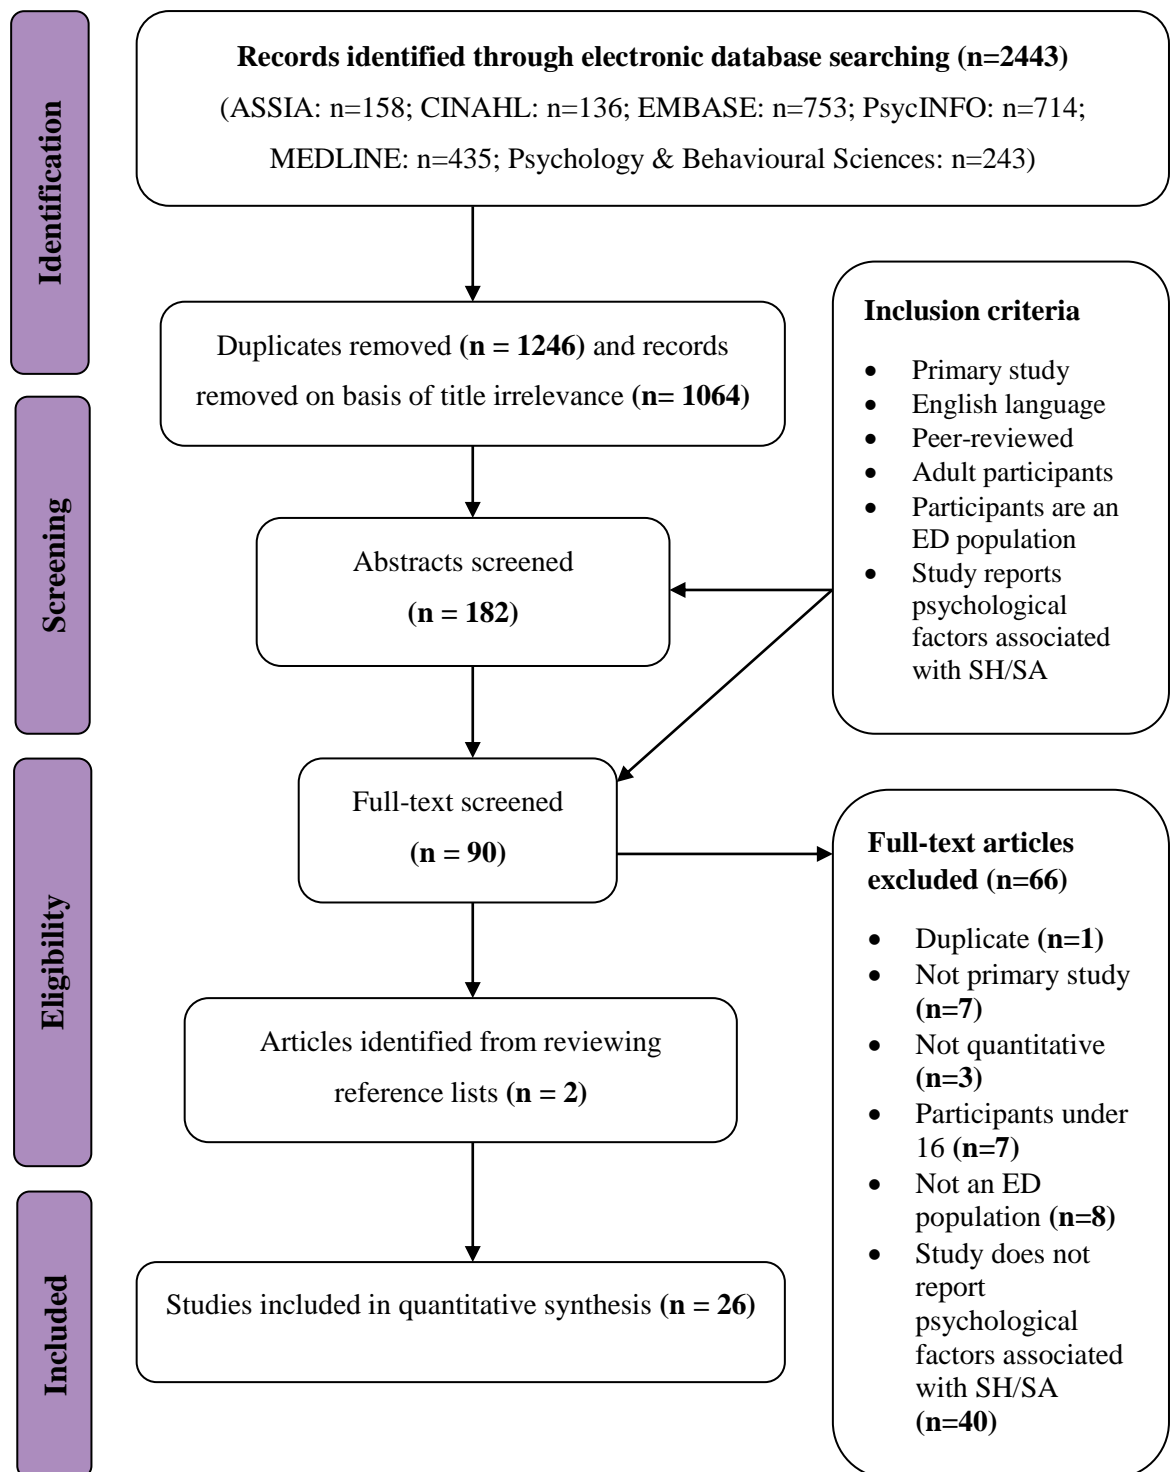 Identification
Records identified through electronic database searching (n=2443)
(ASSIA: n=158; CINAHL: n=136; EMBASE: n=753; PsycINFO: n=714;
MEDLINE: n=435; Psychology & Behavioural Sciences: n=243)
Duplicates removed (n = 1246) and records
removed on basis of title irrelevance (n= 1064)
Inclusion criteria
• Primary study
• English language
• Peer-reviewed
• Adult participants
• Participants are an
ED population
• Study reports
psychological
factors associated
with SH/SA
Screening
Abstracts screened
(n = 182)
Eligibility
Full-text screened
(n = 90)
Full-text articles
excluded (n=66)
• Duplicate (n=1)
• Not primary study
(n=7)
• Not quantitative
(n=3)
• Participants under
16 (n=7)
• Not an ED
population (n=8)
• Study does not
report
psychological
factors associated
with SH/SA
(n=40)
Articles identified from reviewing
reference lists (n = 2)
Included
Studies included in quantitative synthesis (n = 26)